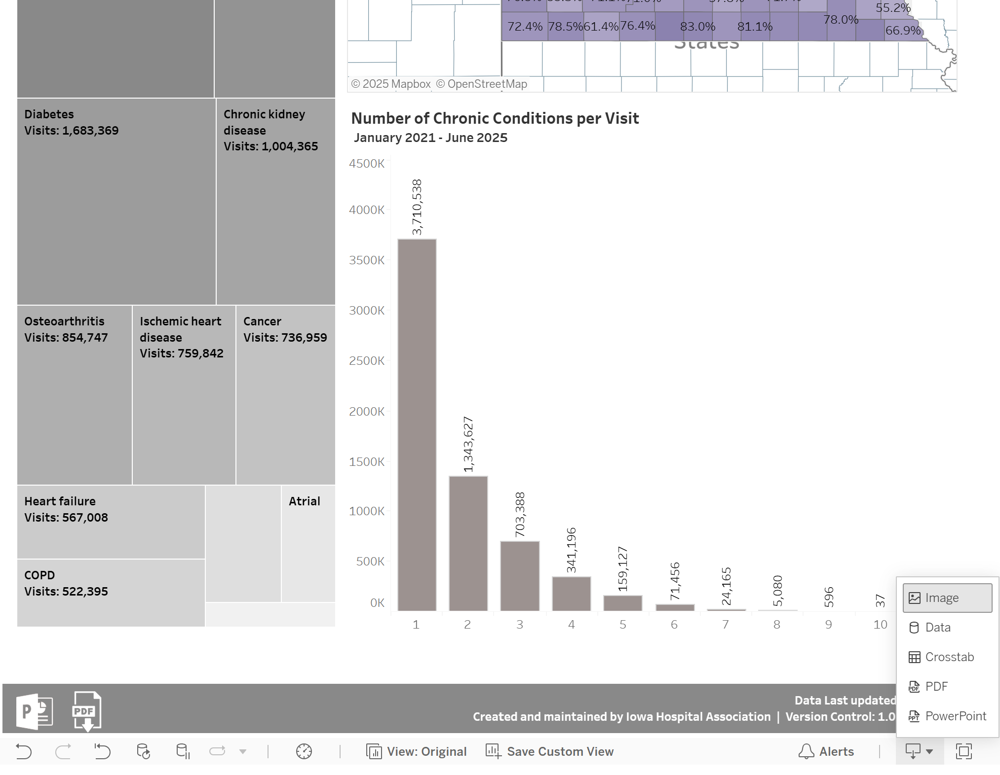 55.2%
72.4% 78.5% 61.4% 76.4% 83.0% 81.1% 78.0% 66.9%
States
© 2025 Mapbox © OpenStreetMap
Diabetes
Visits: 1,683,369
Chronic kidney
disease
Visits: 1,004,365
Osteoarthritis
Visits: 854,747
Ischemic heart
disease
Visits: 759,842
Cancer
Visits: 736,959
Heart failure
Visits: 567,008
Atrial
COPD
Visits: 522,395
Number of Chronic Conditions per Visit
January 2021 - June 2025
4500K
4000K
3500K
3000K
2500K
2000K
1500K
1000K
500K
0K
3,710,538
1,343,627
703,388
341,196
159,127
71,456
24,165
5,080
596
37
1 2 3 4 5 6 7 8 9 10
Image
Data
Crosstab
PDF
PowerPoint
P
PDF
Data Last updated
Created and maintained by Iowa Hospital Association | Version Control: 1.0
View: Original
Save Custom View
Alerts